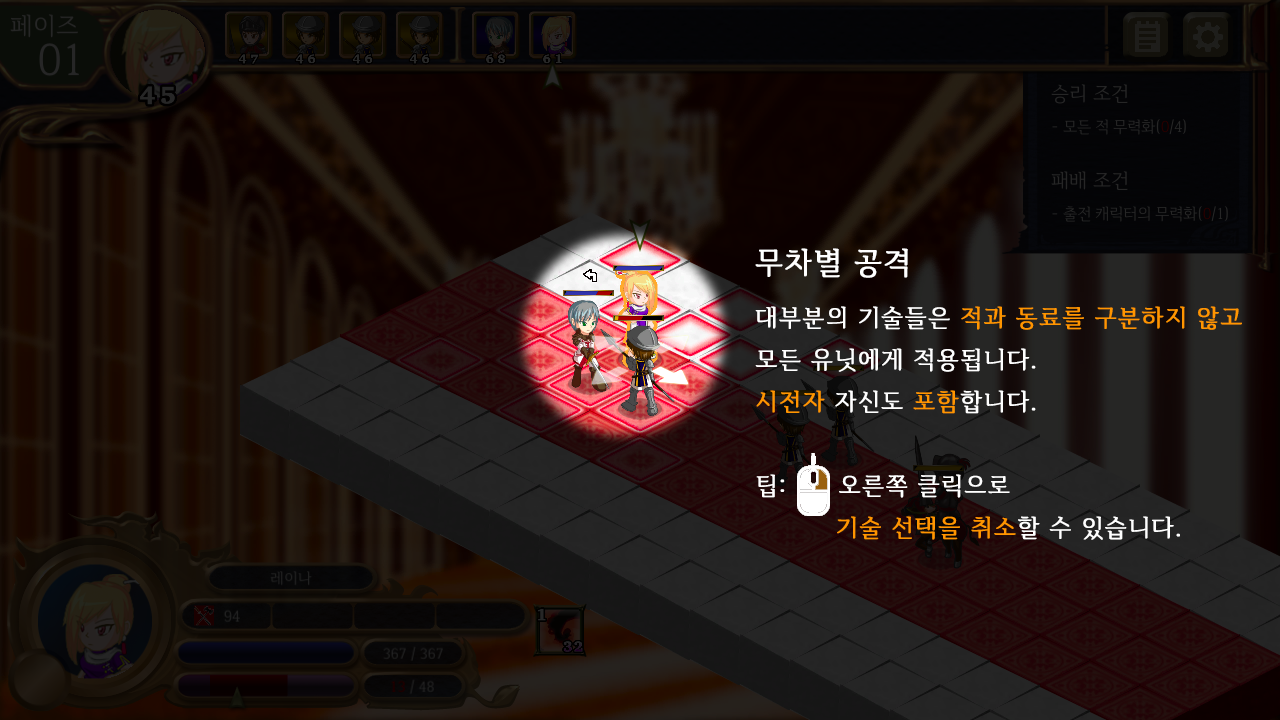 페이즈
01
45
47
46
46
46
68
61
승리 조건
- 모든 적 무력화(0/4)
패배 조건
- 출전 캐릭터의 무력화(0/1)
무차별 공격
대부분의 기술들은 적과 동료를 구분하지 않고
모든 유닛에게 적용됩니다.
시전자 자신도 포함합니다.
팁: 오른쪽 클릭으로
기술 선택을 취소할 수 있습니다.
레이나
94
367 / 367
/ 48
1
32